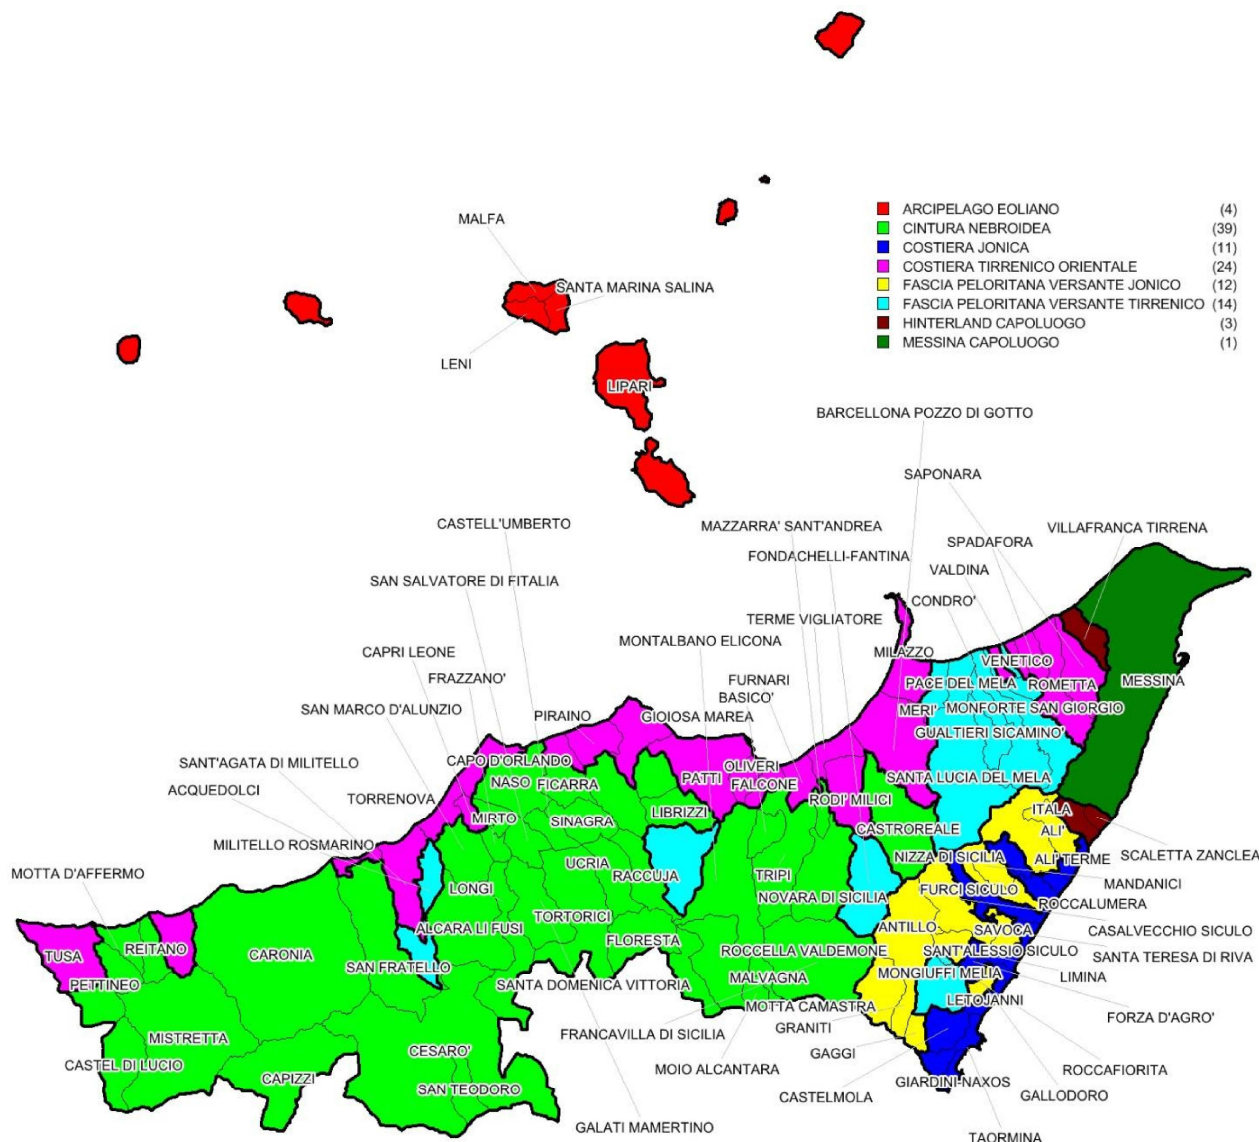 MALFA
SANTA MARINA SALINA
LENI
LIPARI
ARCIPELAGO EOLIANO (4)
CINTURA NEBROIDEA (39)
COSTIERA JONICA (11)
COSTIERA TIRRENICO ORIENTALE (24)
FASCIA PELORITANA VERSANTE JONICO (12)
FASCIA PELORITANA VERSANTE TIRRENICO (14)
HINTERLAND CAPOLUOGO (3)
MESSINA CAPOLUOGO (1)
BARCELLONA POZZO DI GOTTO
SAPONARA
CASTELL'UMBERTO
MAZZARRA' SANT'ANDREA
VILLAFRANCA TIRRENA
SPADAFORA
FONDACHELLI-FANTINA
VALDINA
SAN SALVATORE DI FITALIA
CONDRO'
TERME VIGLIATORE
MONTALBANO ELICONA
CAPRI LEONE
MILAZZO
VENETICO
FRAZZANO'
FURNARI
PACE DEL MELA
ROMETTA
MESSINA
BASICO'
SAN MARCO D'ALUNZIO
PIRAINO
GIOIOSA MAREA
MERI'
MONFORTE SAN GIORGIO
GUALTIERI SICAMINO'
SANT'AGATA DI MILITELLO
CAPO D'ORLANDO
OLIVERI
ACQUEDOLCI
NASO
FICARRA
PATTI
FALCONE
SANTA LUCIA DEL MELA
TORRENOVA
RODI' MILICI
MIRTO
SINAGRA
LIBRIZZI
ITALA
CASTROREALE
ALI'
MILITELLO ROSMARINO
NIZZA DI SICILIA
ALI' TERME
SCALETTA ZANCLEA
MOTTA D'AFFERMO
UCRIA
RACCUJA
TRIPI
MANDANICI
LONGI
NOVARA DI SICILIA
FURCI SICULO
ROCCALUMERA
TORTORICI
ALCARA LI FUSI
ANTILLO
SAVOCA
CASALVECCHIO SICULO
REITANO
CARONIA
FLORESTA
ROCCELLA VALDEMONE
SANT'ALESSIO SICULO
SANTA TERESA DI RIVA
TUSA
SAN FRATELLO
MALVAGNA
MONGIUFFI MELIA
LIMINA
PETTINEO
SANTA DOMENICA VITTORIA
LETOJANNI
MOTTA CAMASTRA
FORZA D'AGRO'
MISTRETTA
FRANCAVILLA DI SICILIA
GRANITI
CESARO'
GAGGI
CASTEL DI LUCIO
MOIO ALCANTARA
ROCCAFIORITA
CAPIZZI
GIARDINI-NAXOS
SAN TEODORO
CASTELMOLA
GALLODORO
GALATI MAMERTINO
TAORMINA